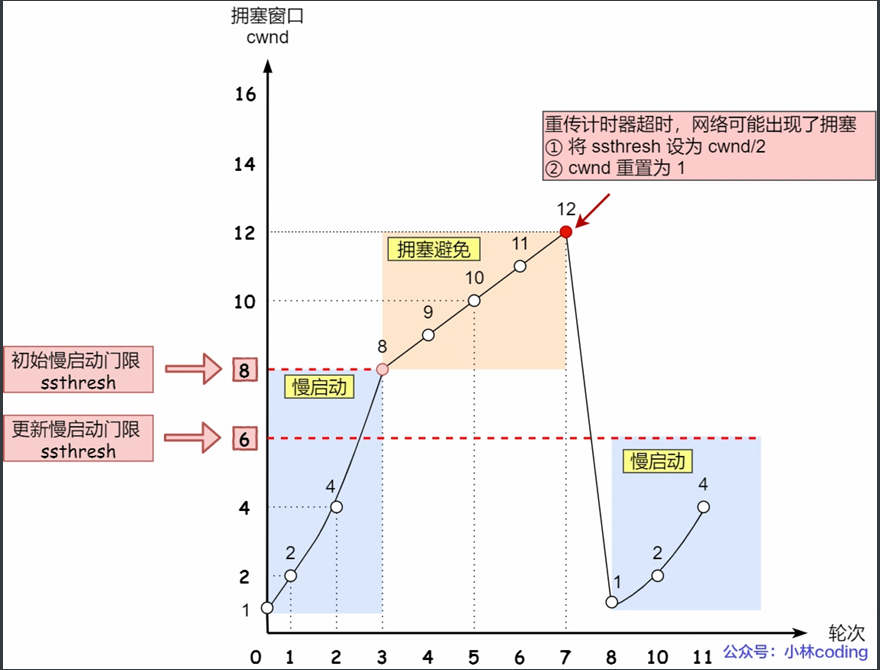 拥塞窗口
cwnd
16
14
12
10
8
6
4
2
1
重传计时器超时，网络可能出现了拥塞
① 将 ssthresh 设为 cwnd/2
② cwnd 重置为 1
12
拥塞避免
11
10
9
8
初始慢启动门限
ssthresh
慢启动
更新慢启动门限
ssthresh
慢启动
4
4
2
2
1
轮次
0 1 2 3 4 5 6 7 8 10 11
公众号：小林coding